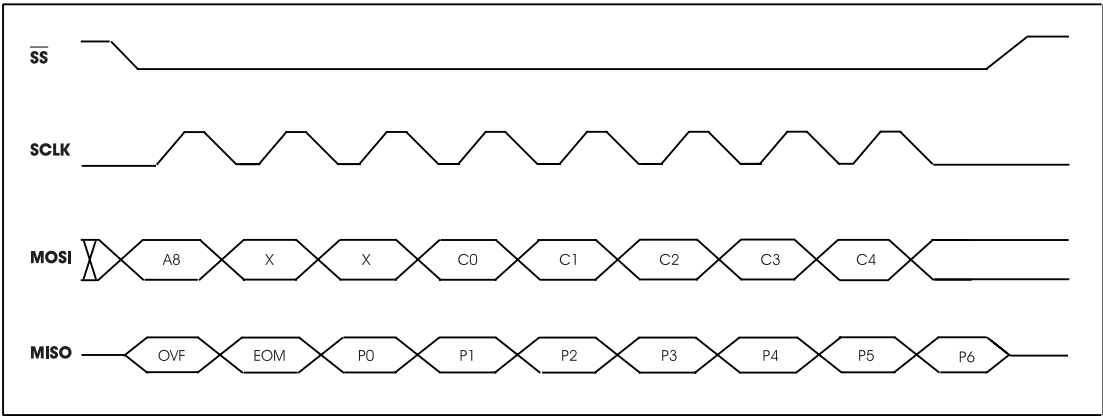 SS
SCLK
MOSI A8 X X C0 C1 C2 C3 C4
MISO OVF EOM P0 P1 P2 P3 P4 P5 P6